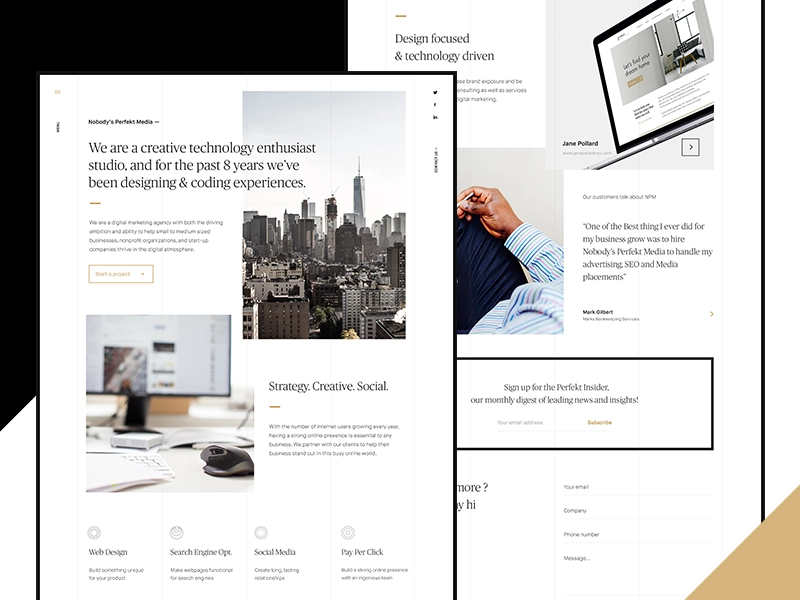 MENU
Nobody's Perfekt Media —
We are a creative technology enthusiast
studio, and for the past 8 years we've
been designing & coding experiences.
We are a digital marketing agency with both the driving
ambition and ability to help small to medium sized
businesses, nonprofit organizations, and start-up
companies thrive in the digital atmosphere.
Start a project
CONTACT US —
Strategy. Creative. Social.
With the number of internet users growing every year,
having a strong online presence is essential to any
business. We partner with our clients to help their
business stand out in this busy online world.
Web Design
Build something unique
for your product
Search Engine Opt.
Make webpages functional
for search engines
Social Media
Create long, lasting
relationships
Pay Per Click
Build a strong online presence
with an ingenious team
Design focused
& technology driven
ose brand exposure and be
onsulting as well as services
digital marketing.
Let's find your
dream home
Jane Pollard
Our customers talk about NPM
"One of the Best thing I ever did for
my business grow was to hire
Nobody's Perfekt Media to handle my
advertising, SEO and Media
placements"
Mark Gilbert
Marks Bookkeeping Services
Sign up for the Perfekt Insider,
our monthly digest of leading news and insights!
Your email address
Subscribe
more ?
y hi
Your email
Company
Phone number
Message...